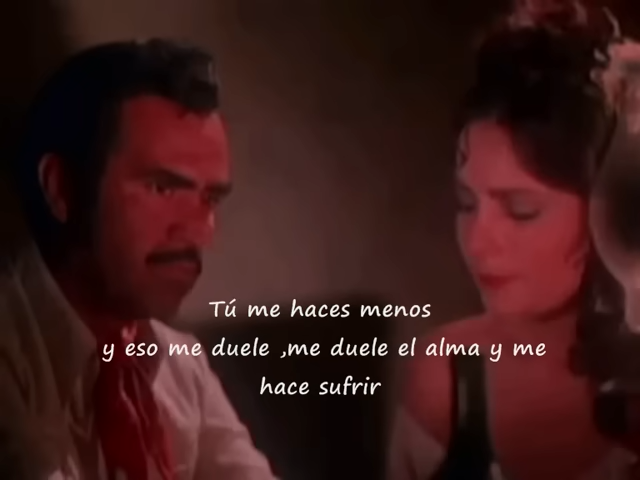 Tú me haces menos
y eso me duele ,me duele el alma y me
hace sufrir